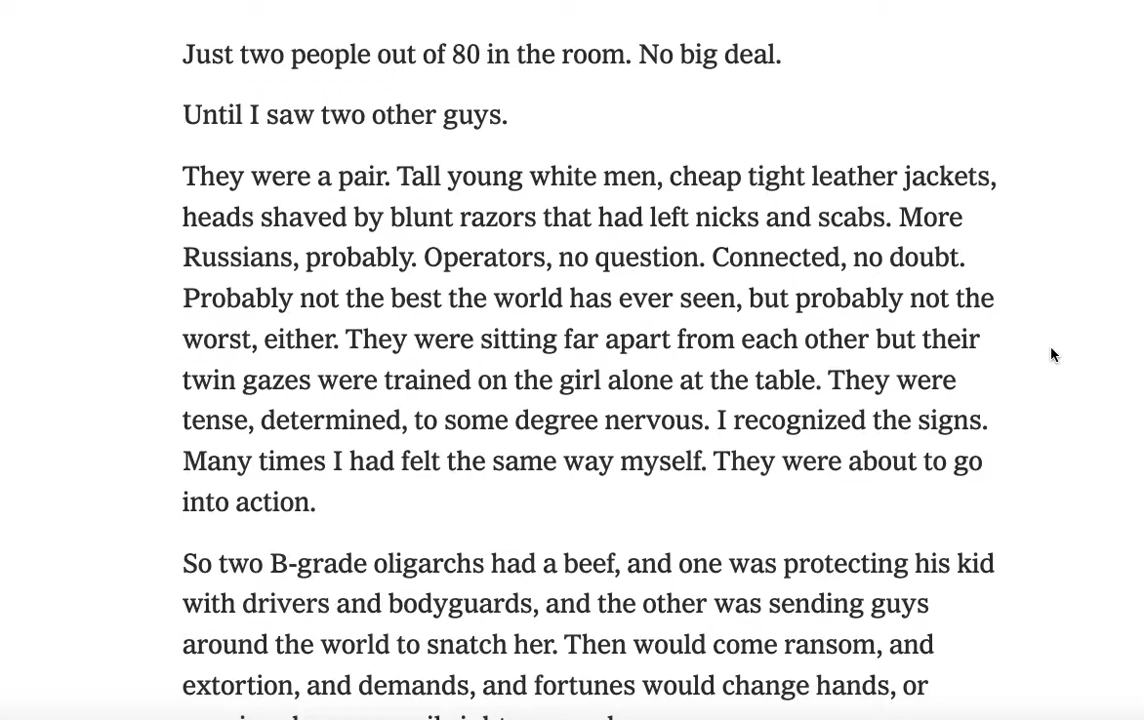 Just two people out of 80 in the room. No big deal.
Until I saw two other guys.
They were a pair. Tall young white men, cheap tight leather jackets,
heads shaved by blunt razors that had left nicks and scabs. More
Russians, probably. Operators, no question. Connected, no doubt.
Probably not the best the world has ever seen, but probably not the
worst, either. They were sitting far apart from each other but their
twin gazes were trained on the girl alone at the table. They were
tense, determined, to some degree nervous. I recognized the signs.
Many times I had felt the same way myself. They were about to go
into action.
So two B-grade oligarchs had a beef, and one was protecting his kid
with drivers and bodyguards, and the other was sending guys
around the world to snatch her. Then would come ransom, and
extortion, and demands, and fortunes would change hands, or